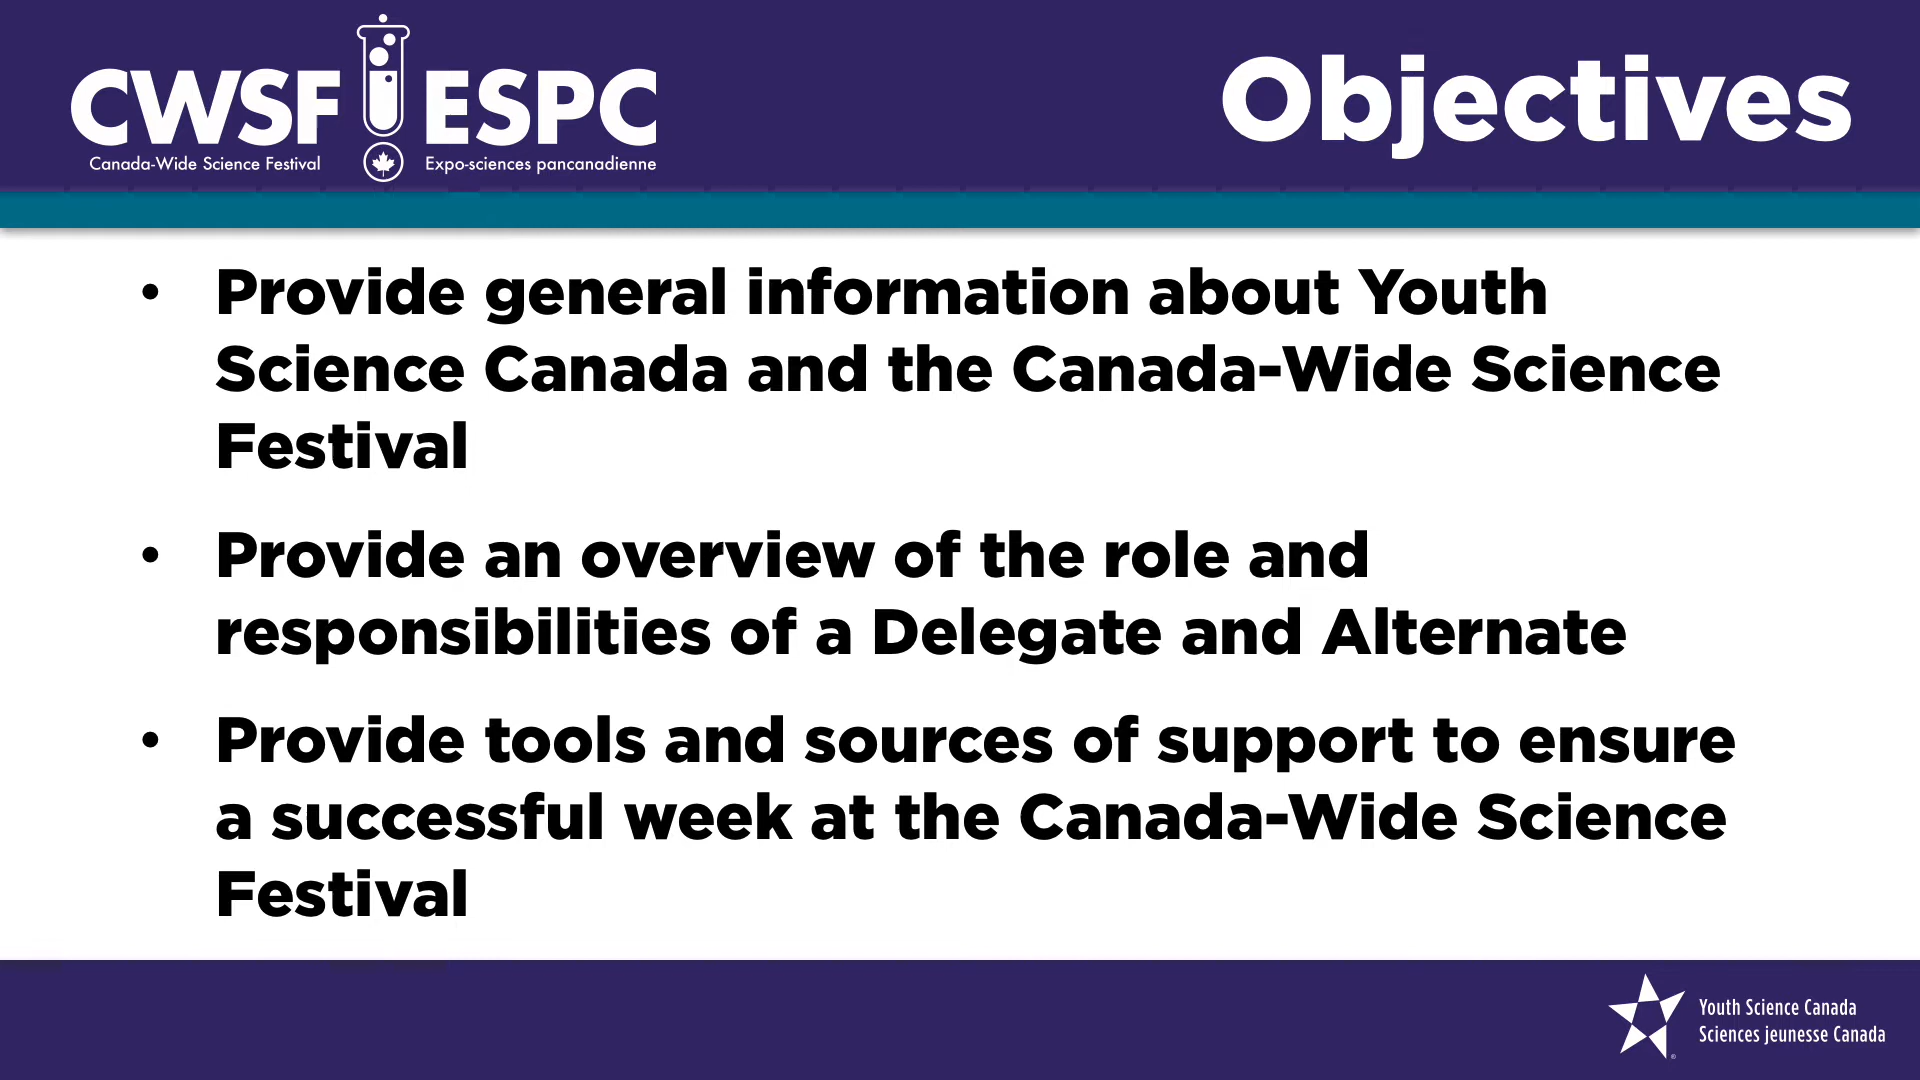 CWSF ESPC
Canada-Wide Science Festival Expo-sciences pancanadienne
Objectives
• Provide general information about Youth
Science Canada and the Canada-Wide Science
Festival
• Provide an overview of the role and
responsibilities of a Delegate and Alternate
• Provide tools and sources of support to ensure
a successful week at the Canada-Wide Science
Festival
Youth Science Canada
Sciences jeunesse Canada
®